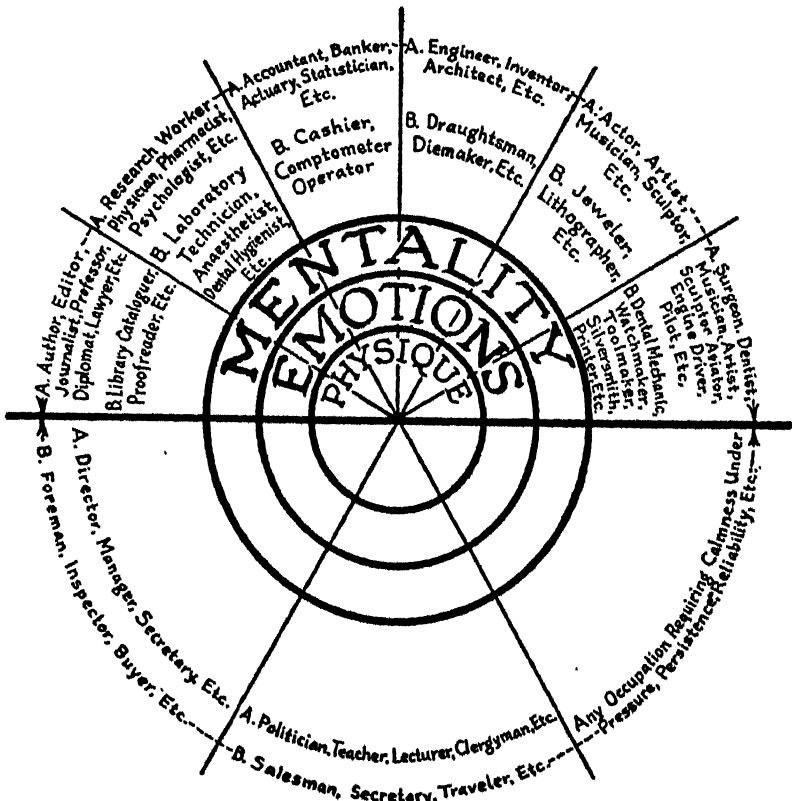 A. Author, Editor,
Journalist, Professor,
Diplomat, Lawyer, Etc.
B. Library Cataloguer,
Proofreader, Etc.
A. Research Worker,
Physician, Pharmacist,
Psychologist, Etc.
B. Laboratory
Technician,
Anaesthetist,
Dental Hygienist,
Etc.
A. Accountant, Banker,
Actuary, Statistician,
Etc.
B. Cashier,
Comptometer
Operator
A. Engineer, Inventor,
Architect, Etc.
B. Draughtsman,
Diemaker, Etc.
A. Actor, Artist,
Musician, Sculptor,
Etc.
B. Jeweler,
Lithographer,
Etc.
A. Surgeon, Dentist,
Musician, Artist,
Sculptor, Aviator,
Engine Driver,
Pilot, Etc,
B. Dental Mechanic,
Watchmaker,
Toolmaker,
Silversmith,
Printer, Etc.
MENTALITY
EMOTIONS
PHYSIQUE
A. Director, Manager, Secretary, Etc.
B. Foreman, Inspector, Buyer, Etc.
A. Politician, Teacher, Lecturer, Clergyman, Etc.
B. Salesman, Secretary, Traveler, Etc.
Any Occupation Requiring Calmness Under
Pressure, Persistence, Reliability, Etc.